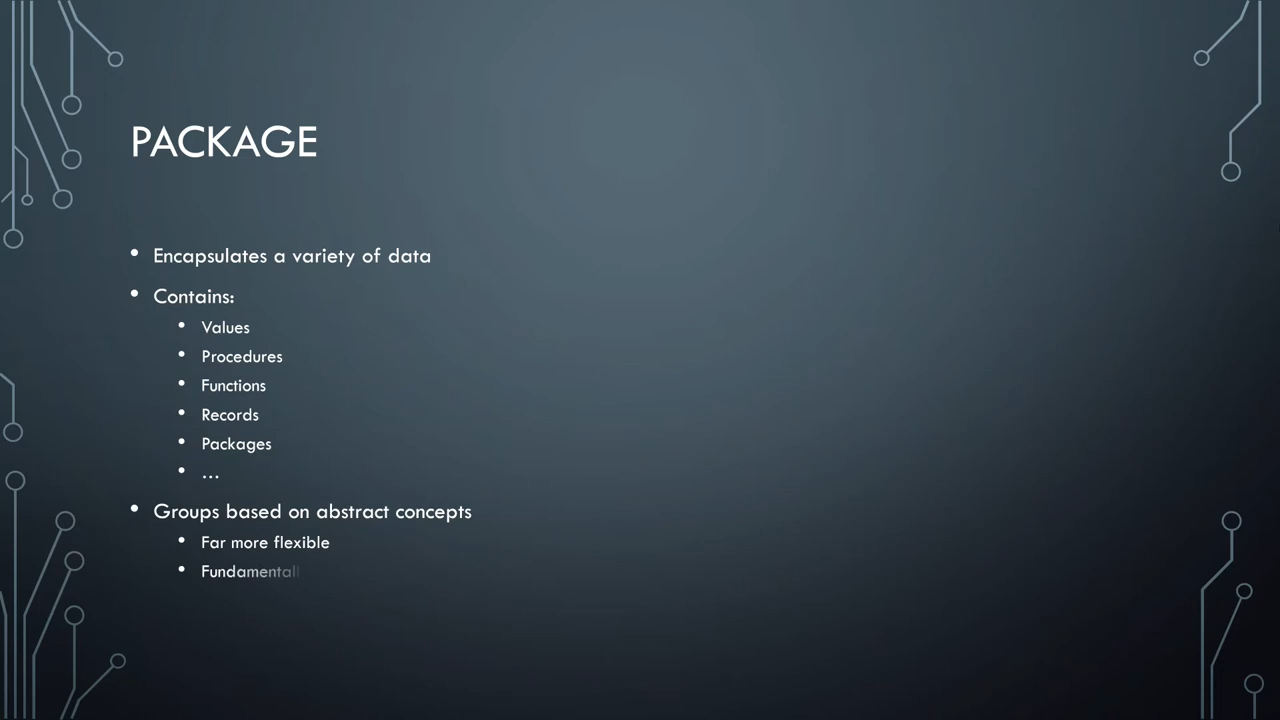 PACKAGE
• Encapsulates a variety of data
• Contains:
• Values
• Procedures
• Functions
• Records
• Packages
• ...
• Groups based on abstract concepts
• Far more flexible
• Fundamental